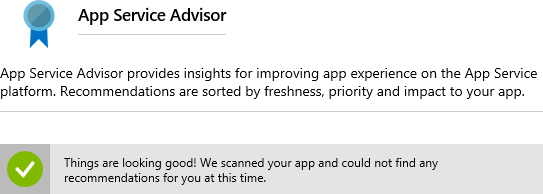 App Service Advisor
App Service Advisor provides insights for improving app experience on the App Service
platform. Recommendations are sorted by freshness, priority and impact to your app.
Things are looking good! We scanned your app and could not find any
recommendations for you at this time.